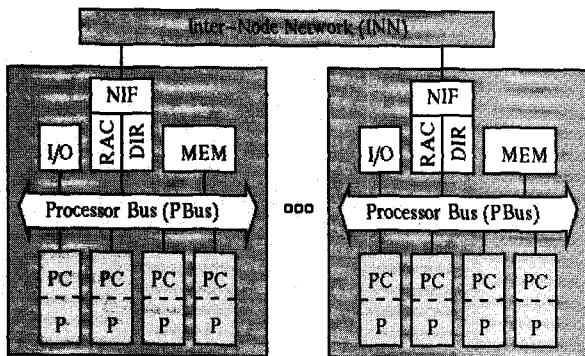 Inter-Node Network (INN)
NIF
RAC
DIR
I/O
MEM
Processor Bus (PBus)
PC
PC
PC
PC
P
P
P
P
NIF
RAC
DIR
I/O
MEM
Processor Bus (PBus)
PC
PC
PC
PC
P
P
P
P